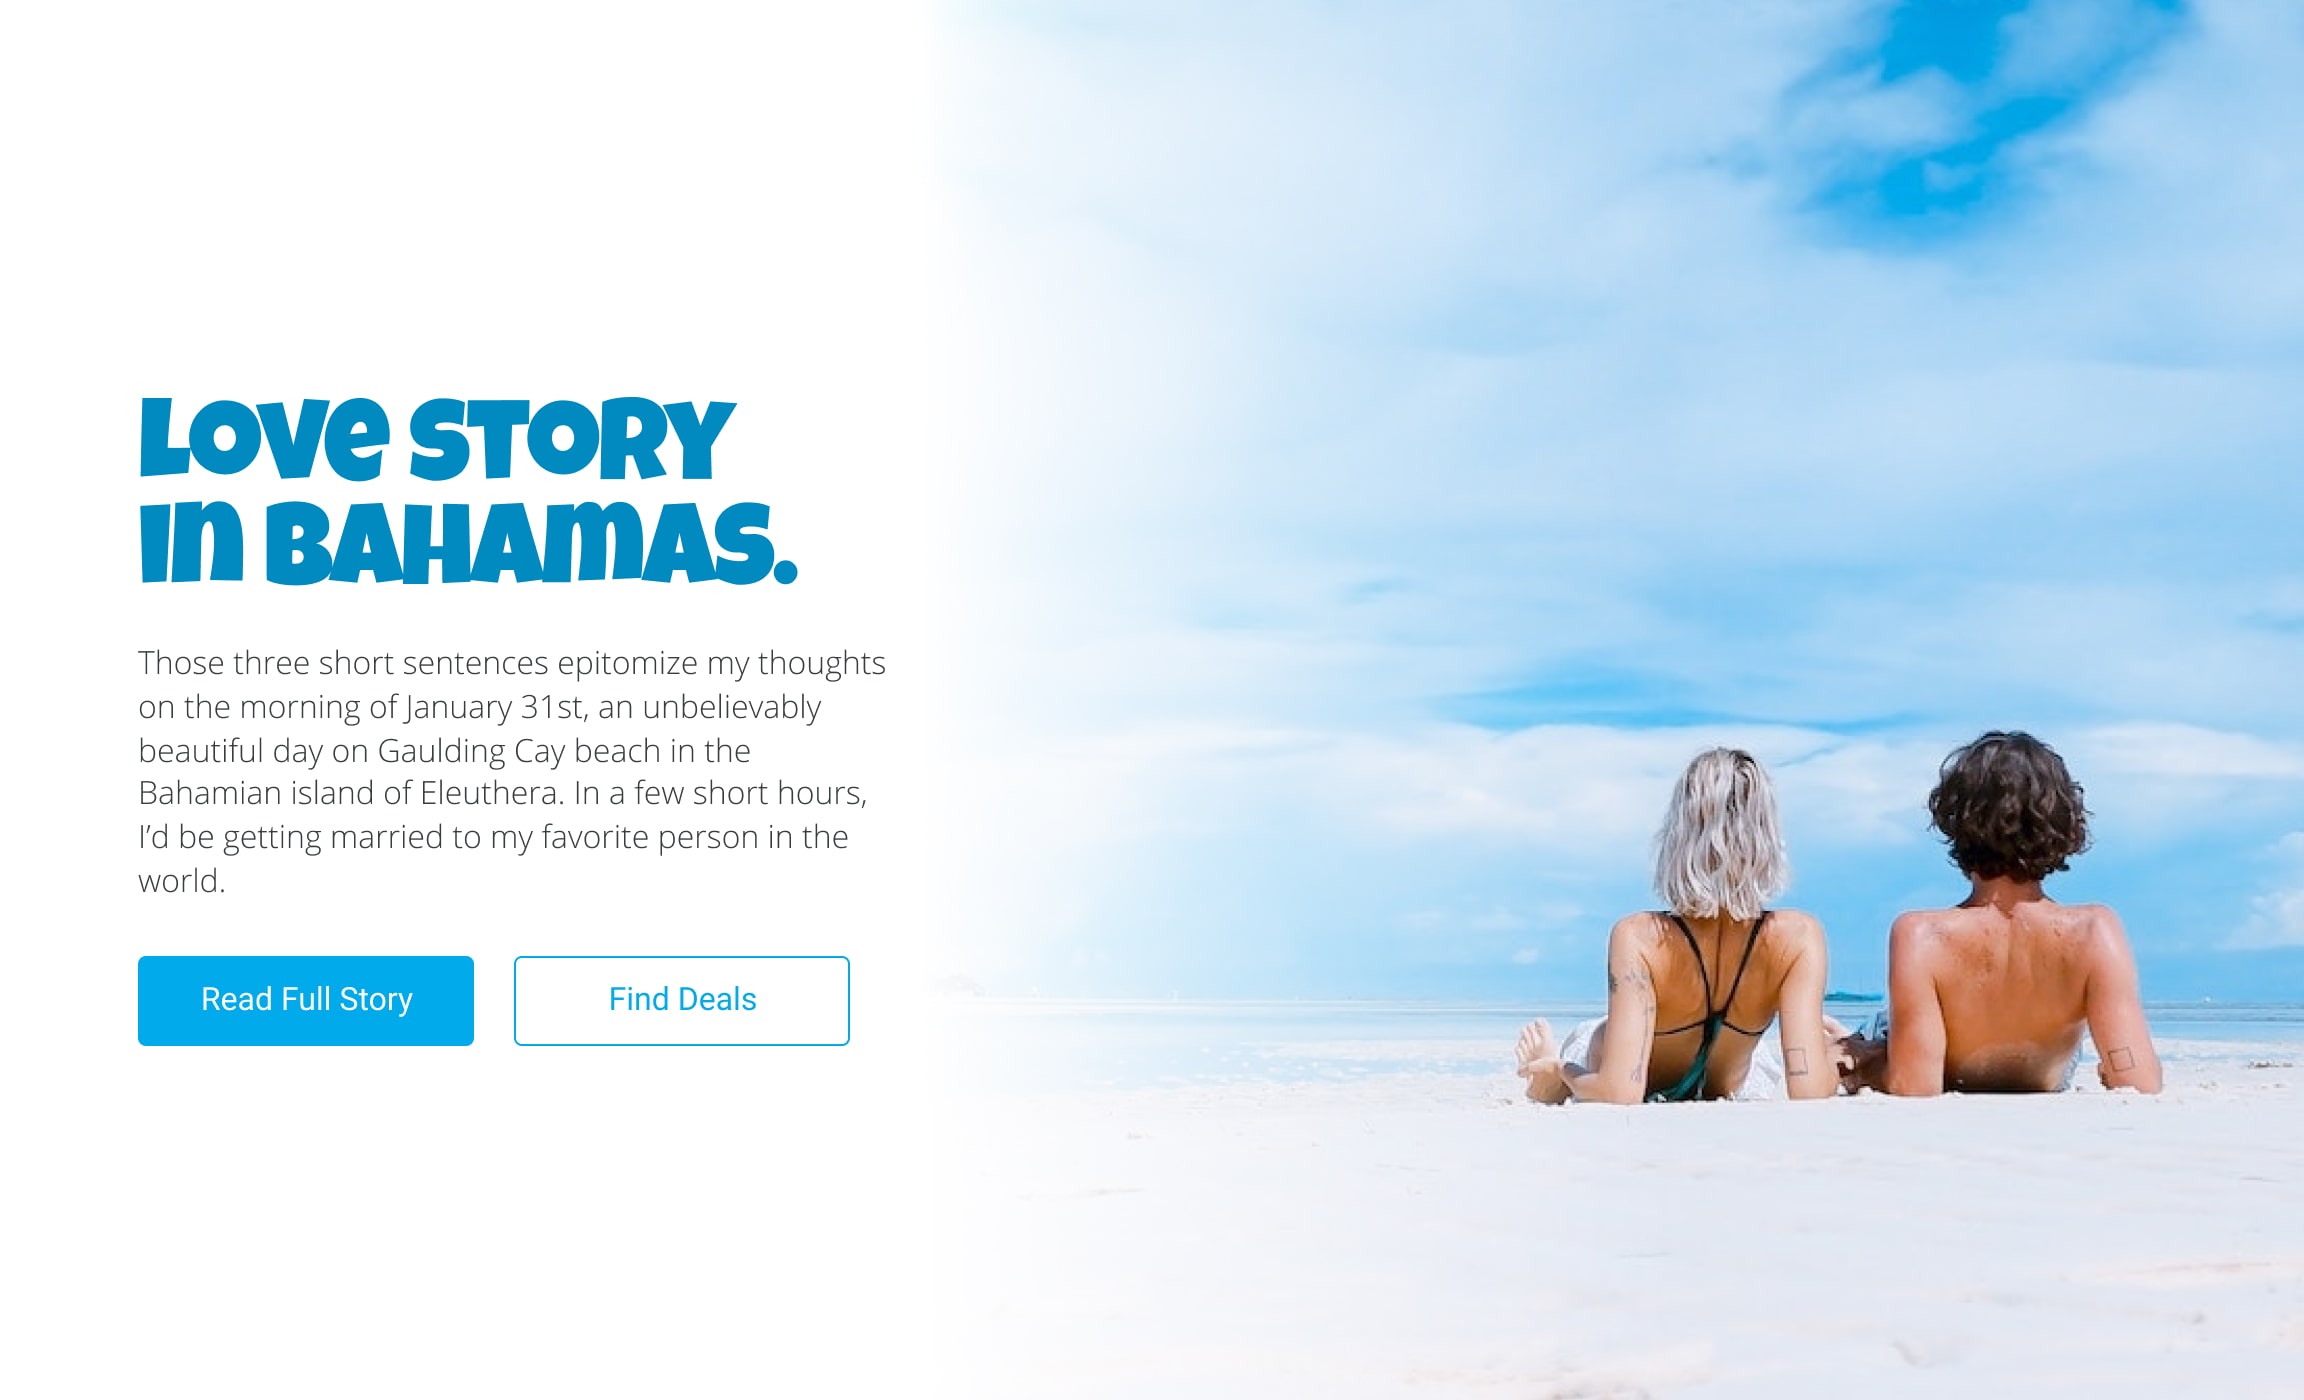 Love Story
in Bahamas.
Those three short sentences epitomize my thoughts
on the morning of January 31st, an unbelievably
beautiful day on Gaulding Cay beach in the
Bahamian island of Eleuthera. In a few short hours,
I’d be getting married to my favorite person in the
world.
Read Full Story
Find Deals